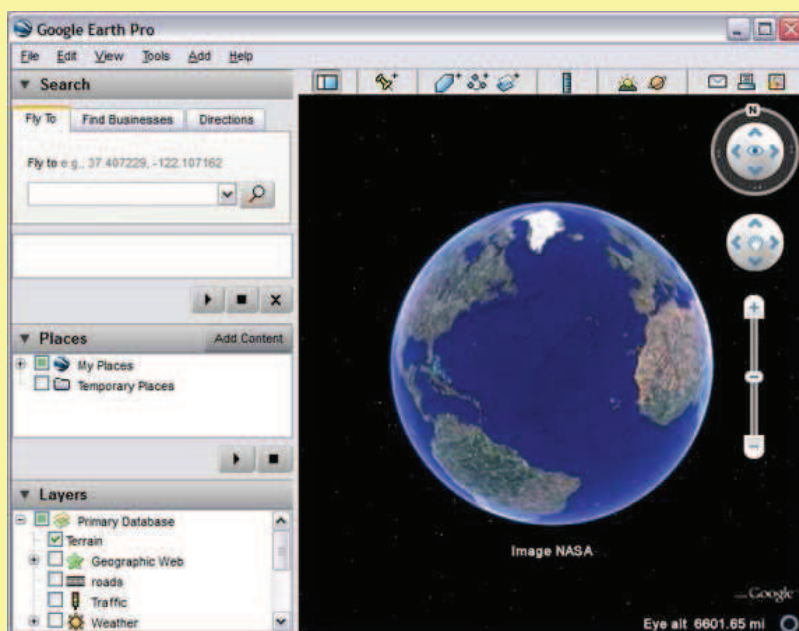 Google Earth Pro
File Edit View Tools Add Help
Search
Fly To Find Businesses Directions
Fly to e.g., 37.407229, -122.107162
Places Add Content
My Places
Temporary Places
Layers
Primary Database
Terrain
Geographic Web
roads
Traffic
Weather
N
Image NASA
Google
Eye alt 6601.65 mi